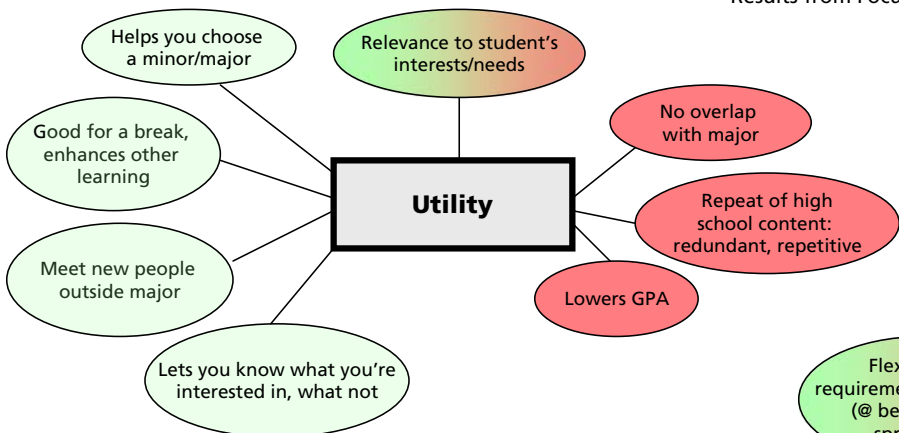 Results from
Helps you choose
a minor/major
Relevance to student's
interests/needs
Good for a break,
enhances other
learning
No overlap
with major
Utility
Repeat of high
school content:
redundant, repetitive
Meet new people
outside major
Lowers GPA
Lets you know what you're
interested in, what not
(@